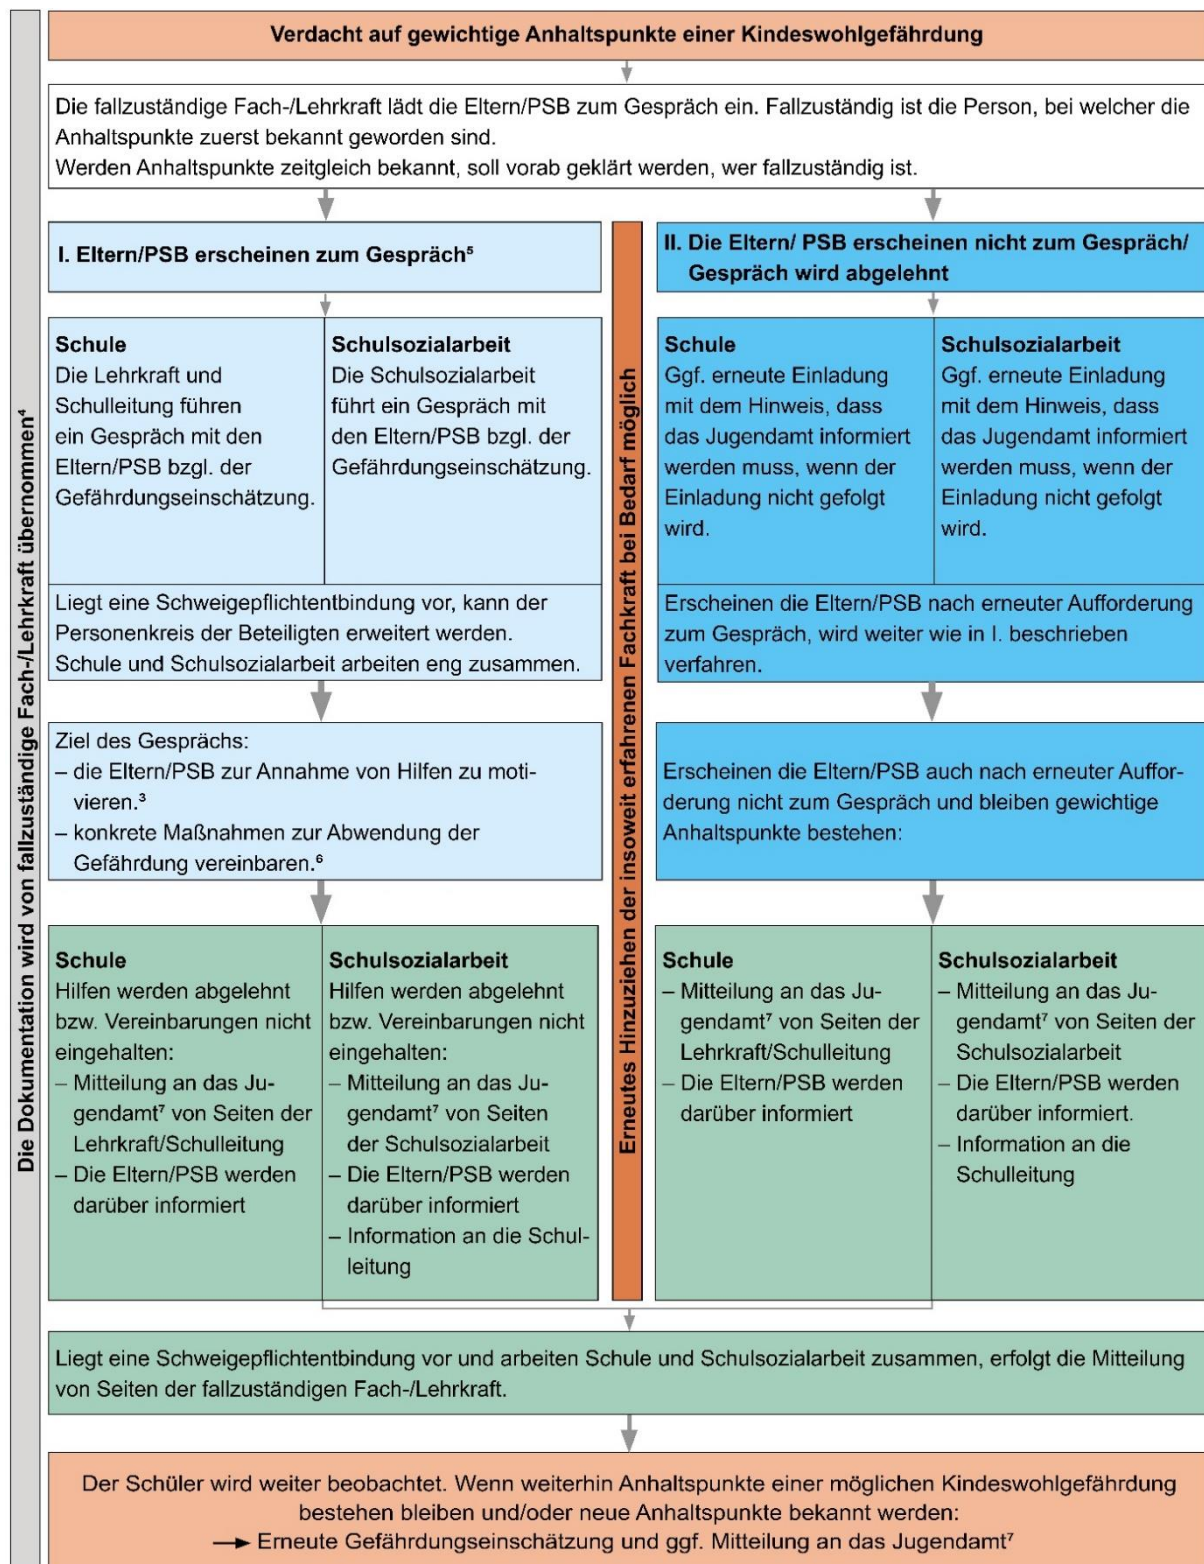 Verdacht auf gewichtige Anhaltspunkte einer Kindeswohlgefährdung
Die fallzuständige Fach-/Lehrkraft lädt die Eltern/PSB zum Gespräch ein. Fallzuständig ist die Person, bei welcher die
Anhaltspunkte zuerst bekannt geworden sind.
Werden Anhaltspunkte zeitgleich bekannt, soll vorab geklärt werden, wer fallzuständig ist.
Die Dokumentation wird von fallzuständige Fach-/Lehrkraft übernommen⁴
I. Eltern/PSB erscheinen zum Gespräch⁵
Schule
Die Lehrkraft und
Schulleitung führen
ein Gespräch mit den
Eltern/PSB bzgl. der
Gefährdungseinschätzung.
Schulsozialarbeit
Die Schulsozialarbeit
führt ein Gespräch mit
den Eltern/PSB bzgl. der
Gefährdungseinschätzung.
Liegt eine Schweigepflichtentbindung vor, kann der
Personenkreis der Beteiligten erweitert werden.
Schule und Schulsozialarbeit arbeiten eng zusammen.
Ziel des Gesprächs:
– die Eltern/PSB zur Annahme von Hilfen zu moti-
vieren.³
– konkrete Maßnahmen zur Abwendung der
Gefährdung vereinbaren.⁶
Schule
Hilfen werden abgelehnt
bzw. Vereinbarungen nicht
eingehalten:
– Mitteilung an das Ju-
gendamt⁷ von Seiten der
Lehrkraft/Schulleitung
– Die Eltern/PSB werden
darüber informiert
Schulsozialarbeit
Hilfen werden abgelehnt
bzw. Vereinbarungen nicht
eingehalten:
– Mitteilung an das Ju-
gendamt⁷ von Seiten
der Schulsozialarbeit
– Die Eltern/PSB werden
darüber informiert
– Information an die Schul-
leitung
Erneutes Hinzuziehen der insoweit erfahrenen Fachkraft bei Bedarf möglich
II. Die Eltern/ PSB erscheinen nicht zum Gespräch/
Gespräch wird abgelehnt
Schule
Ggf. erneute Einladung
mit dem Hinweis, dass
das Jugendamt informiert
werden muss, wenn der
Einladung nicht gefolgt
wird.
Schulsozialarbeit
Ggf. erneute Einladung
mit dem Hinweis, dass
das Jugendamt informiert
werden muss, wenn der
Einladung nicht gefolgt
wird.
Erscheinen die Eltern/PSB nach erneuter Aufforderung
zum Gespräch, wird weiter wie in I. beschrieben
verfahren.
Erscheinen die Eltern/PSB auch nach erneuter Auffor-
derung nicht zum Gespräch und bleiben gewichtige
Anhaltspunkte bestehen:
Schule
– Mitteilung an das Ju-
gendamt⁷ von Seiten der
Lehrkraft/Schulleitung
– Die Eltern/PSB werden
darüber informiert
Schulsozialarbeit
– Mitteilung an das Ju-
gendamt⁷ von Seiten der
Schulsozialarbeit
– Die Eltern/PSB werden
darüber informiert.
– Information an die
Schulleitung
Liegt eine Schweigepflichtentbindung vor und arbeiten Schule und Schulsozialarbeit zusammen, erfolgt die Mitteilung
von Seiten der fallzuständigen Fach-/Lehrkraft.
Der Schüler wird weiter beobachtet. Wenn weiterhin Anhaltspunkte einer möglichen Kindeswohlgefährdung
bestehen bleiben und/oder neue Anhaltspunkte bekannt werden:
→ Erneute Gefährdungseinschätzung und ggf. Mitteilung an das Jugendamt⁷